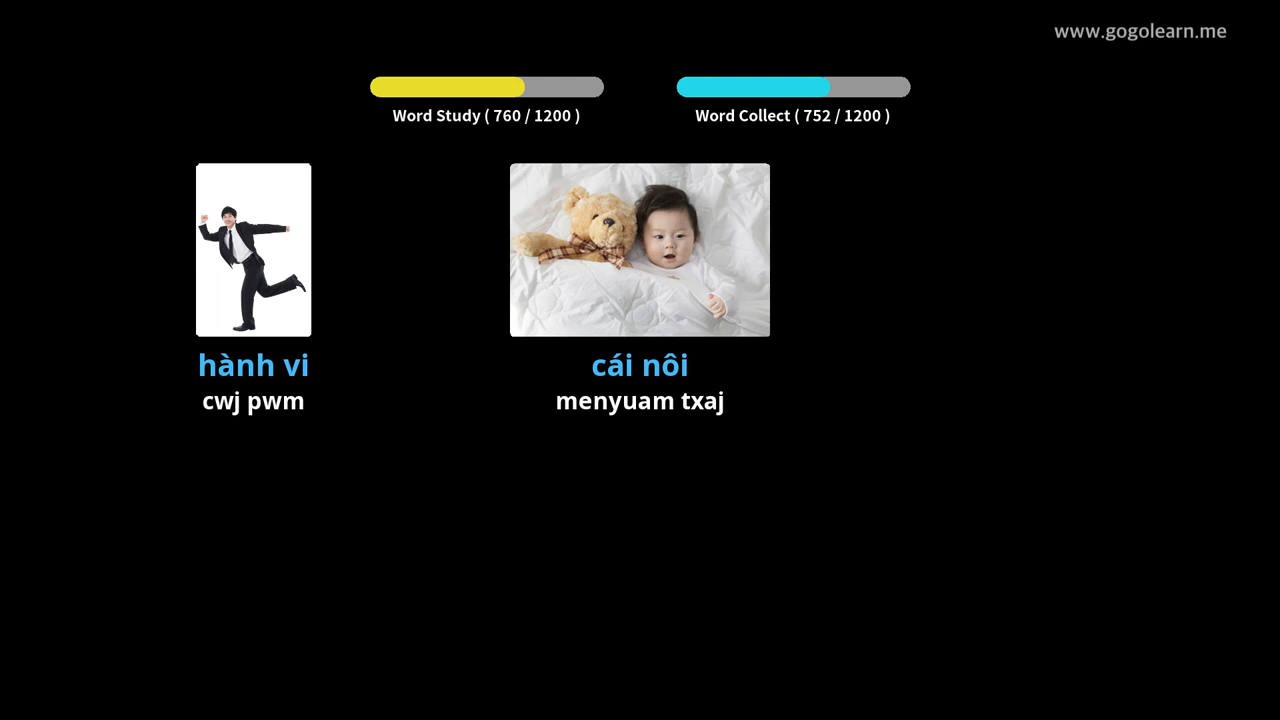 www.gogolearn.me
Word Study ( 760 / 1200 )
Word Collect ( 752 / 1200 )
hành vi
cwj pwm
cái nôi
menyuam txaj